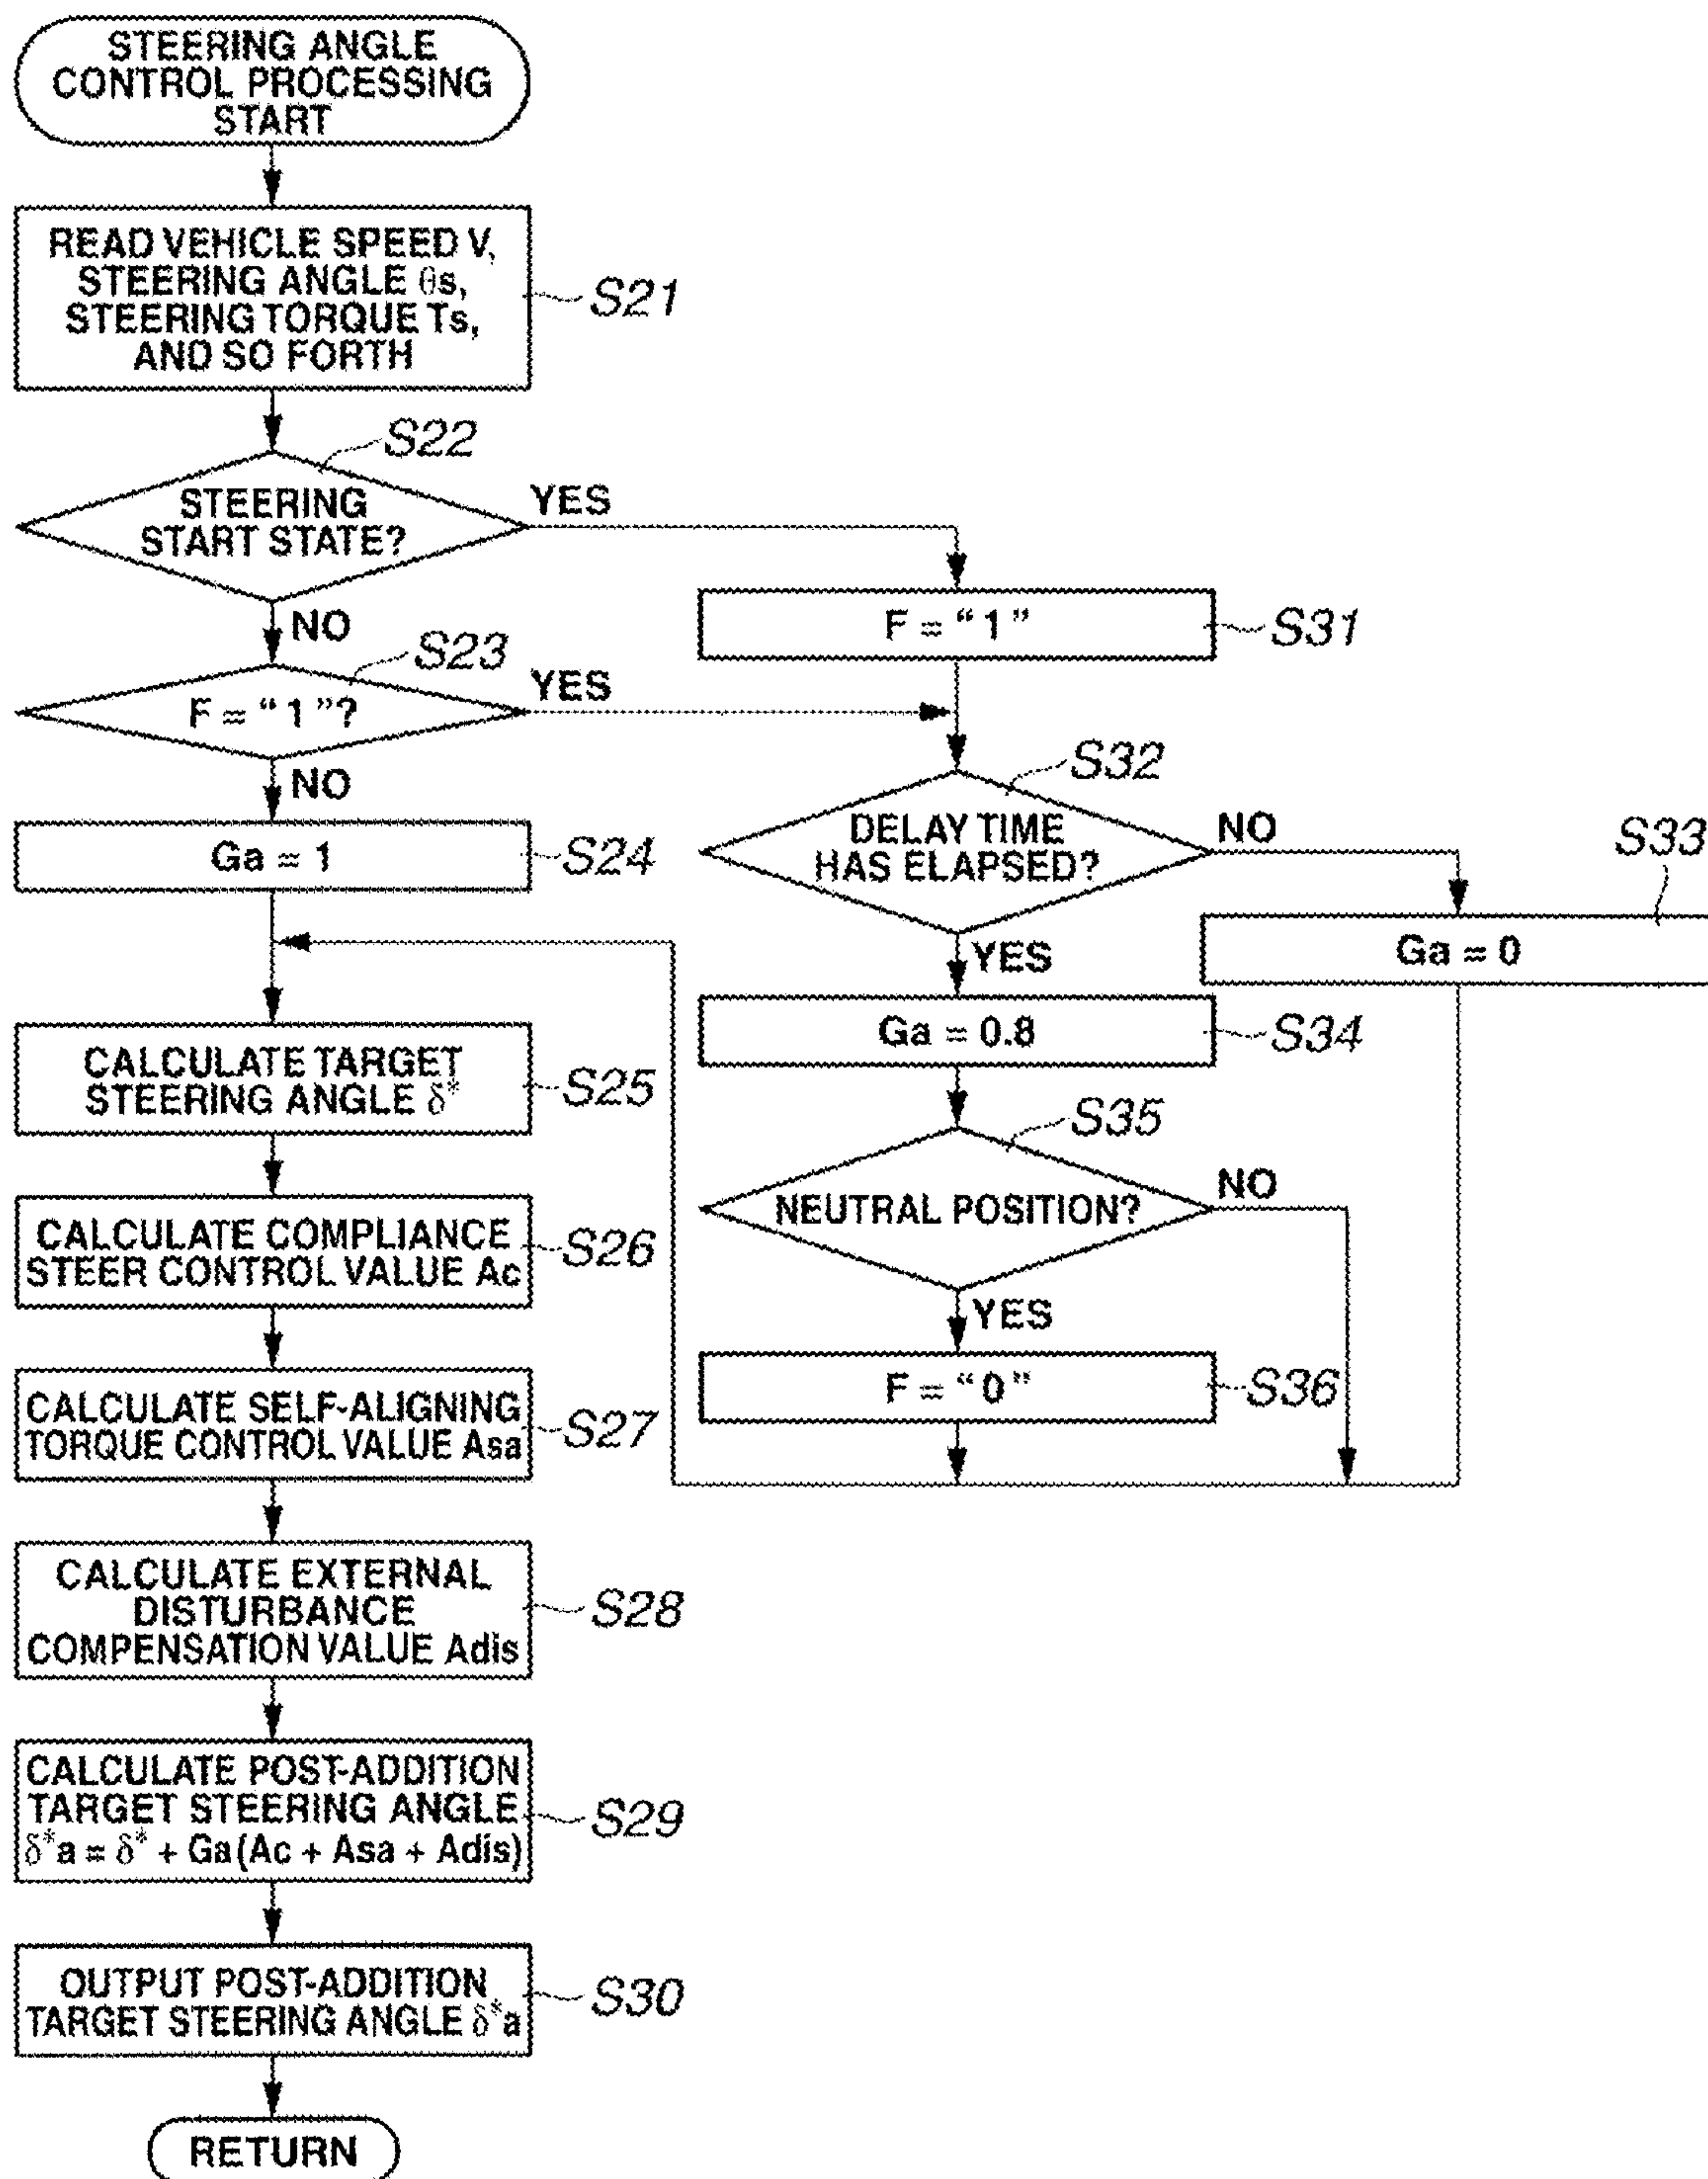 STEERING ANGLE
CONTROL PROCESSING
START
READ VEHICLE SPEED V,
STEERING ANGLE θs,
STEERING TORQUE Ts,
AND SO FORTH
S21
S22
STEERING
START STATE?
YES
NO
F = “1”
S31
S23
F = “1”?
YES
NO
S32
DELAY TIME
HAS ELAPSED?
NO
YES
S33
Ga = 0
Ga = 1
S24
Ga = 0.8
S34
CALCULATE TARGET
STEERING ANGLE δ*
S25
S35
NEUTRAL POSITION?
NO
YES
CALCULATE COMPLIANCE
STEER CONTROL VALUE Ac
S26
F = “0”
S36
CALCULATE SELF-ALIGNING
TORQUE CONTROL VALUE Asa
S27
CALCULATE EXTERNAL
DISTURBANCE
COMPENSATION VALUE Adis
S28
CALCULATE POST-ADDITION
TARGET STEERING ANGLE
δ*a = δ* + Ga(Ac + Asa + Adis)
S29
OUTPUT POST-ADDITION
TARGET STEERING ANGLE δ*a
S30
RETURN